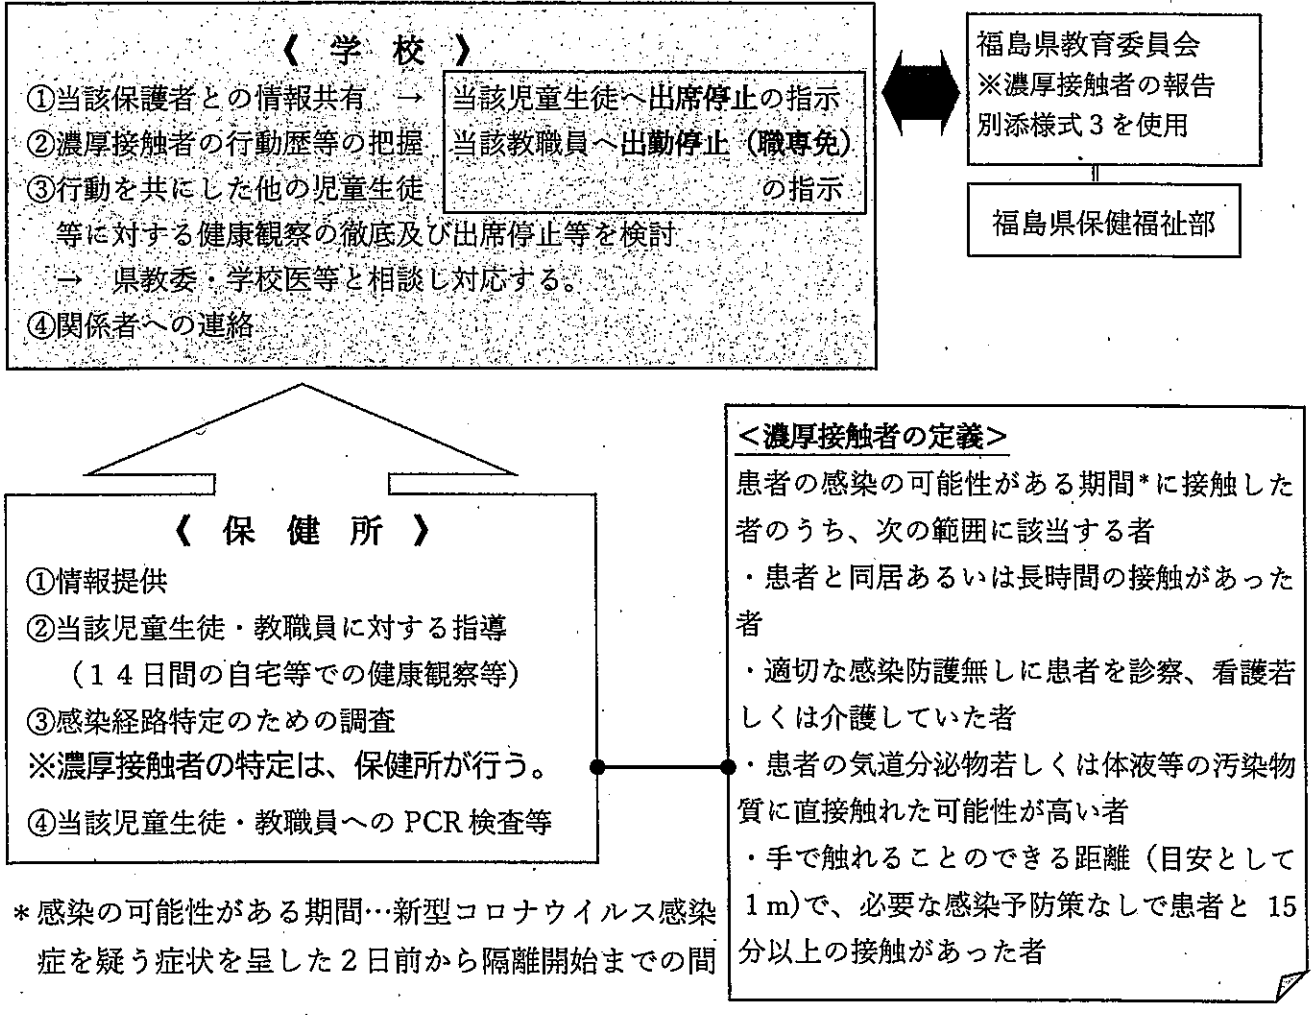 《 学 校 》
①当該保護者との情報共有 → 当該児童生徒へ出席停止の指示
②濃厚接触者の行動歴等の把握 当該教職員へ出勤停止（職専免）
③行動を共にした他の児童生徒 の指示
等に対する健康観察の徹底及び出席停止等を検討
→ 県教委・学校医等と相談し対応する。
④関係者への連絡
福島県教育委員会
※濃厚接触者の報告
別添様式３を使用
福島県保健福祉部
《 保 健 所 》
①情報提供
②当該児童生徒・教職員に対する指導
（１４日間の自宅等での健康観察等）
③感染経路特定のための調査
※濃厚接触者の特定は、保健所が行う。
④当該児童生徒・教職員への PCR 検査等
＊感染の可能性がある期間…新型コロナウイルス感染
症を疑う症状を呈した２日前から隔離開始までの間
＜濃厚接触者の定義＞
患者の感染の可能性がある期間*に接触した
者のうち、次の範囲に該当する者
・患者と同居あるいは長時間の接触があった
者
・適切な感染防護無しに患者を診察、看護若
しくは介護していた者
・患者の気道分泌物若しくは体液等の汚染物
質に直接触れた可能性が高い者
・手で触れることのできる距離（目安として
１ｍ)で、必要な感染予防策なしで患者と 15
分以上の接触があった者